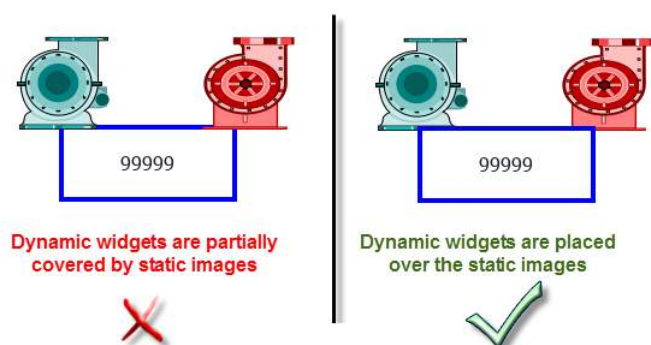 99999
Dynamic widgets are partially
covered by static images
99999
Dynamic widgets are placed
over the static images